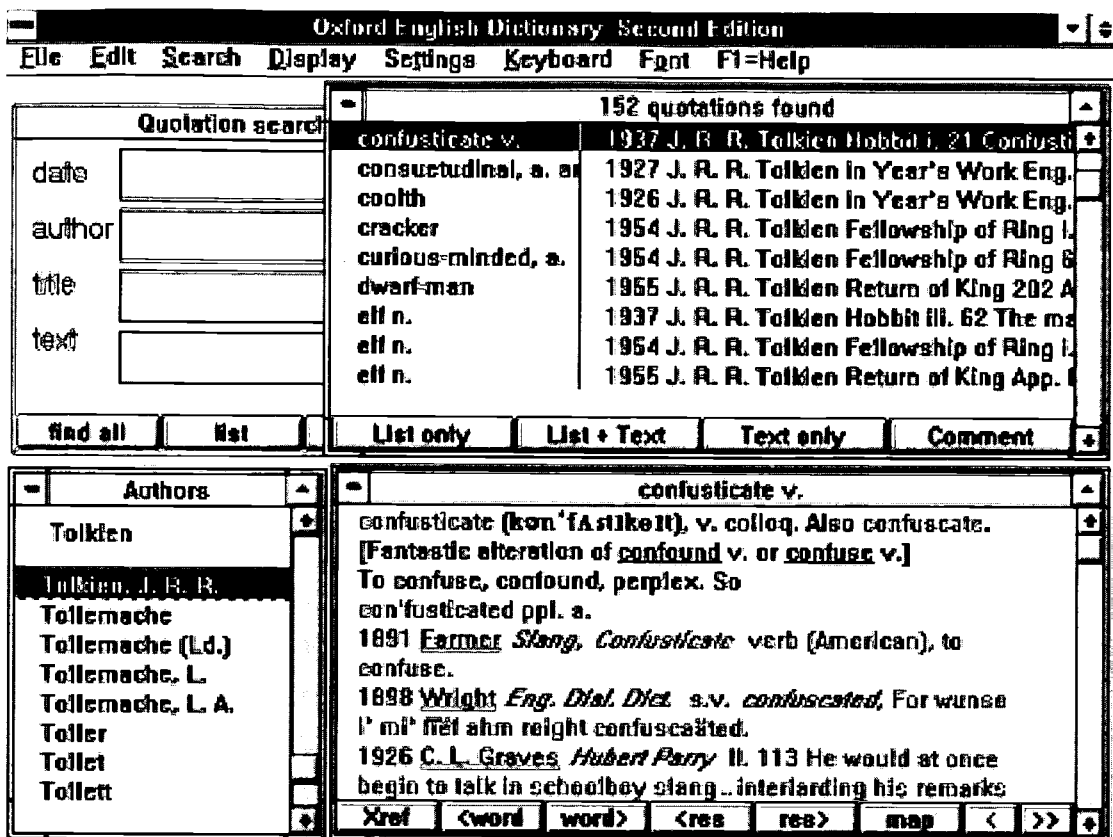 Oxford English Dictionary Second Edition
File Edit Search Display Settings Keyboard Font F1=Help
Quotation search
date
author
title
text
find all list
152 quotations found
confusticate v. 1937 J. R. R. Tolkien Hobbit i. 21 Confusti
consuetudinal, a. an 1927 J. R. R. Tolkien in Year's Work Eng.
coolth 1926 J. R. R. Tolkien in Year's Work Eng.
cracker 1954 J. R. R. Tolkien Fellowship of Ring i.
curious-minded, a. 1954 J. R. R. Tolkien Fellowship of Ring 6
dwarf-man 1955 J. R. R. Tolkien Return of King 202 A
elf n. 1937 J. R. R. Tolkien Hobbit iii. 62 The ma
elf n. 1954 J. R. R. Tolkien Fellowship of Ring i.
elf n. 1955 J. R. R. Tolkien Return of King App.
List only List + Text Text only Comment
Authors
Tolkien
Tolkien, J. R. R.
Tollemache
Tollemache (Ld.)
Tollemache, L.
Tollemache, L. A.
Toller
Tollet
Tollett
confusticate v.
confusticate (kənˈfʌstɪkeɪt), v. colloq. Also confuscate.
[Fantastic alteration of confound v. or confuse v.]
To confuse, confound, perplex. So
con'fusticated ppl. a.
1891 Farmer Slang, Confusticate verb (American), to
confuse.
1898 Wright Eng. Dial. Dict. s.v. confuscated, For wunse
i' mi' ahm reight confuscaäted.
1926 C. L. Graves Hubert Parry II. 113 He would at once
begin to talk in schoolboy slang..interlarding his remarks
Xref <word word> <res res> map < >>